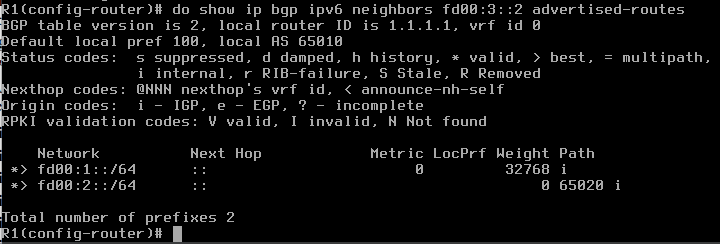 R1(config-router)# do show ip bgp ipv6 neighbors fd00:3::2 advertised-routes
BGP table version is 2, local router ID is 1.1.1.1, vrf id 0
Default local pref 100, local AS 65010
Status codes:  s suppressed, d damped, h history, * valid, > best, = multipath,
               i internal, r RIB-failure, S Stale, R Removed
Nexthop codes: @NNN nexthop's vrf id, < announce-nh-self
Origin codes:  i - IGP, e - EGP, ? - incomplete
RPKI validation codes: V valid, I invalid, N Not found
   Network          Next Hop            Metric LocPrf Weight Path
*> fd00:1::/64      ::                       0         32768 i
*> fd00:2::/64      ::                                     0 65020 i
Total number of prefixes 2
R1(config-router)#